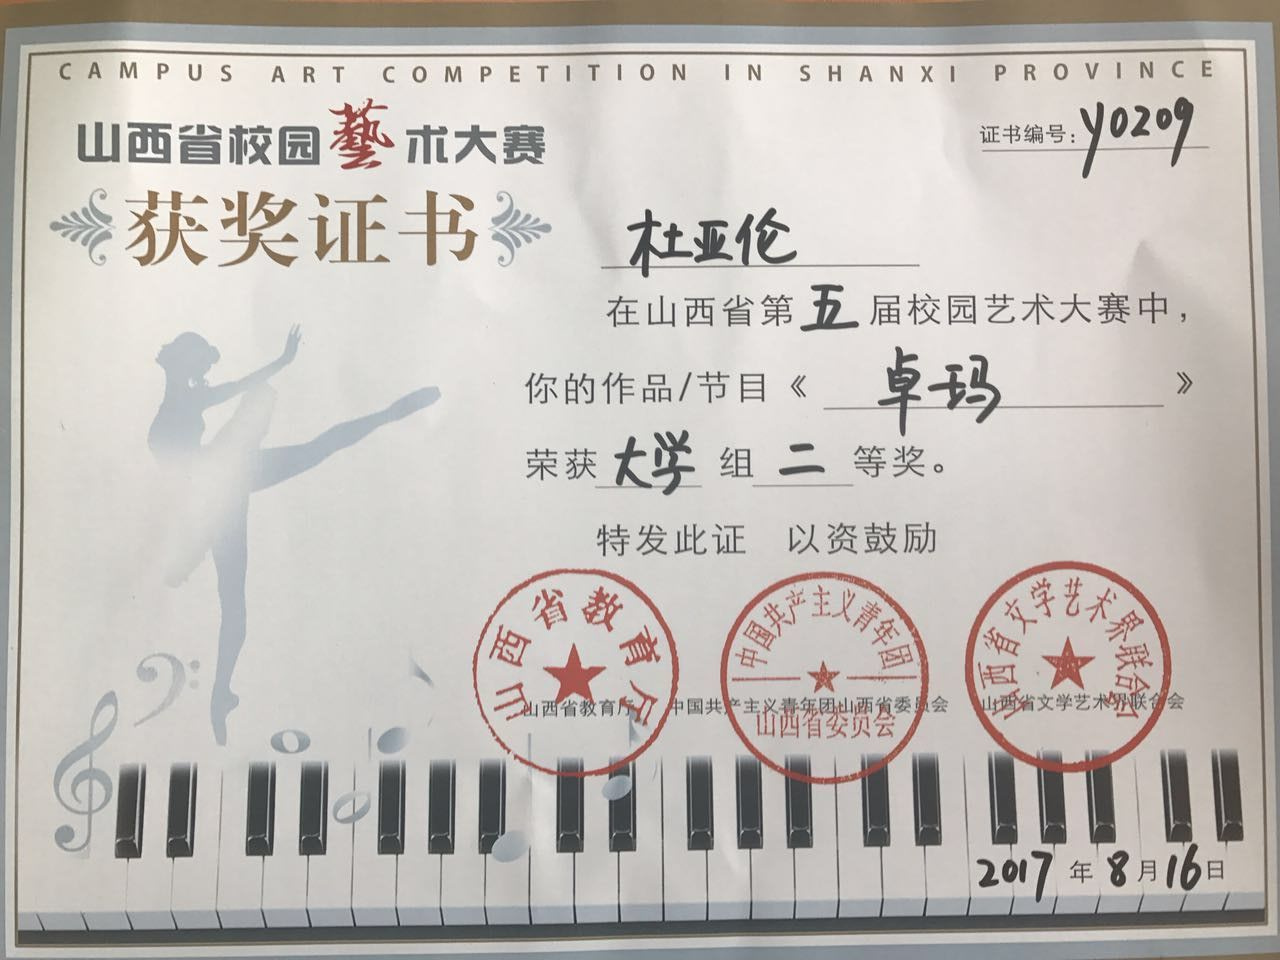 CAMPUS ART COMPETITION IN SHANXI PROVINCE
山西省校园藝术大赛
证书编号：y0209
获奖证书
杜亚伦
在山西省第五届校园艺术大赛中，
你的作品/节目《卓玛》
荣获大学组二等奖。
特发此证 以资鼓励
山西省教育厅
中国共产主义青年团
山西省委员会
山西省文学艺术界联合会
山西省教育厅 中国共产主义青年团山西省委员会 山西省文学艺术界联合会
2017年8月16日